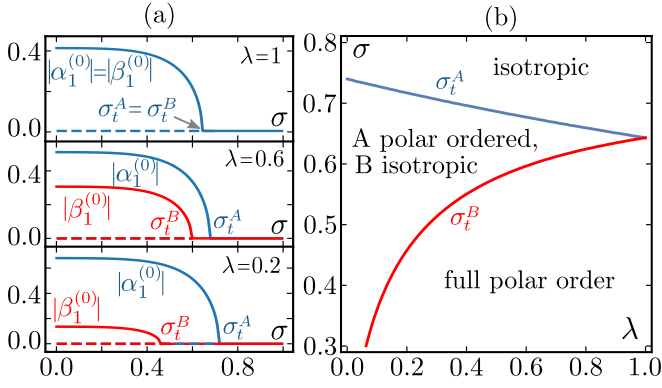 (a)
0.4
0.0
|α₁⁽⁰⁾|=|β₁⁽⁰⁾|
λ=1
σₜᴬ=σₜᴮ
σ
0.4
0.0
|α₁⁽⁰⁾|
λ=0.6
|β₁⁽⁰⁾|
σₜᴮ
σₜᴬ
σ
0.4
0.0
|α₁⁽⁰⁾|
λ=0.2
|β₁⁽⁰⁾|
σₜᴮ
σₜᴬ
σ
0.0 0.4 0.8
(b)
0.8
0.7
0.6
0.5
0.4
0.3
σ
isotropic
σₜᴬ
A polar ordered,
B isotropic
σₜᴮ
full polar order
λ
0.0 0.2 0.4 0.6 0.8 1.0